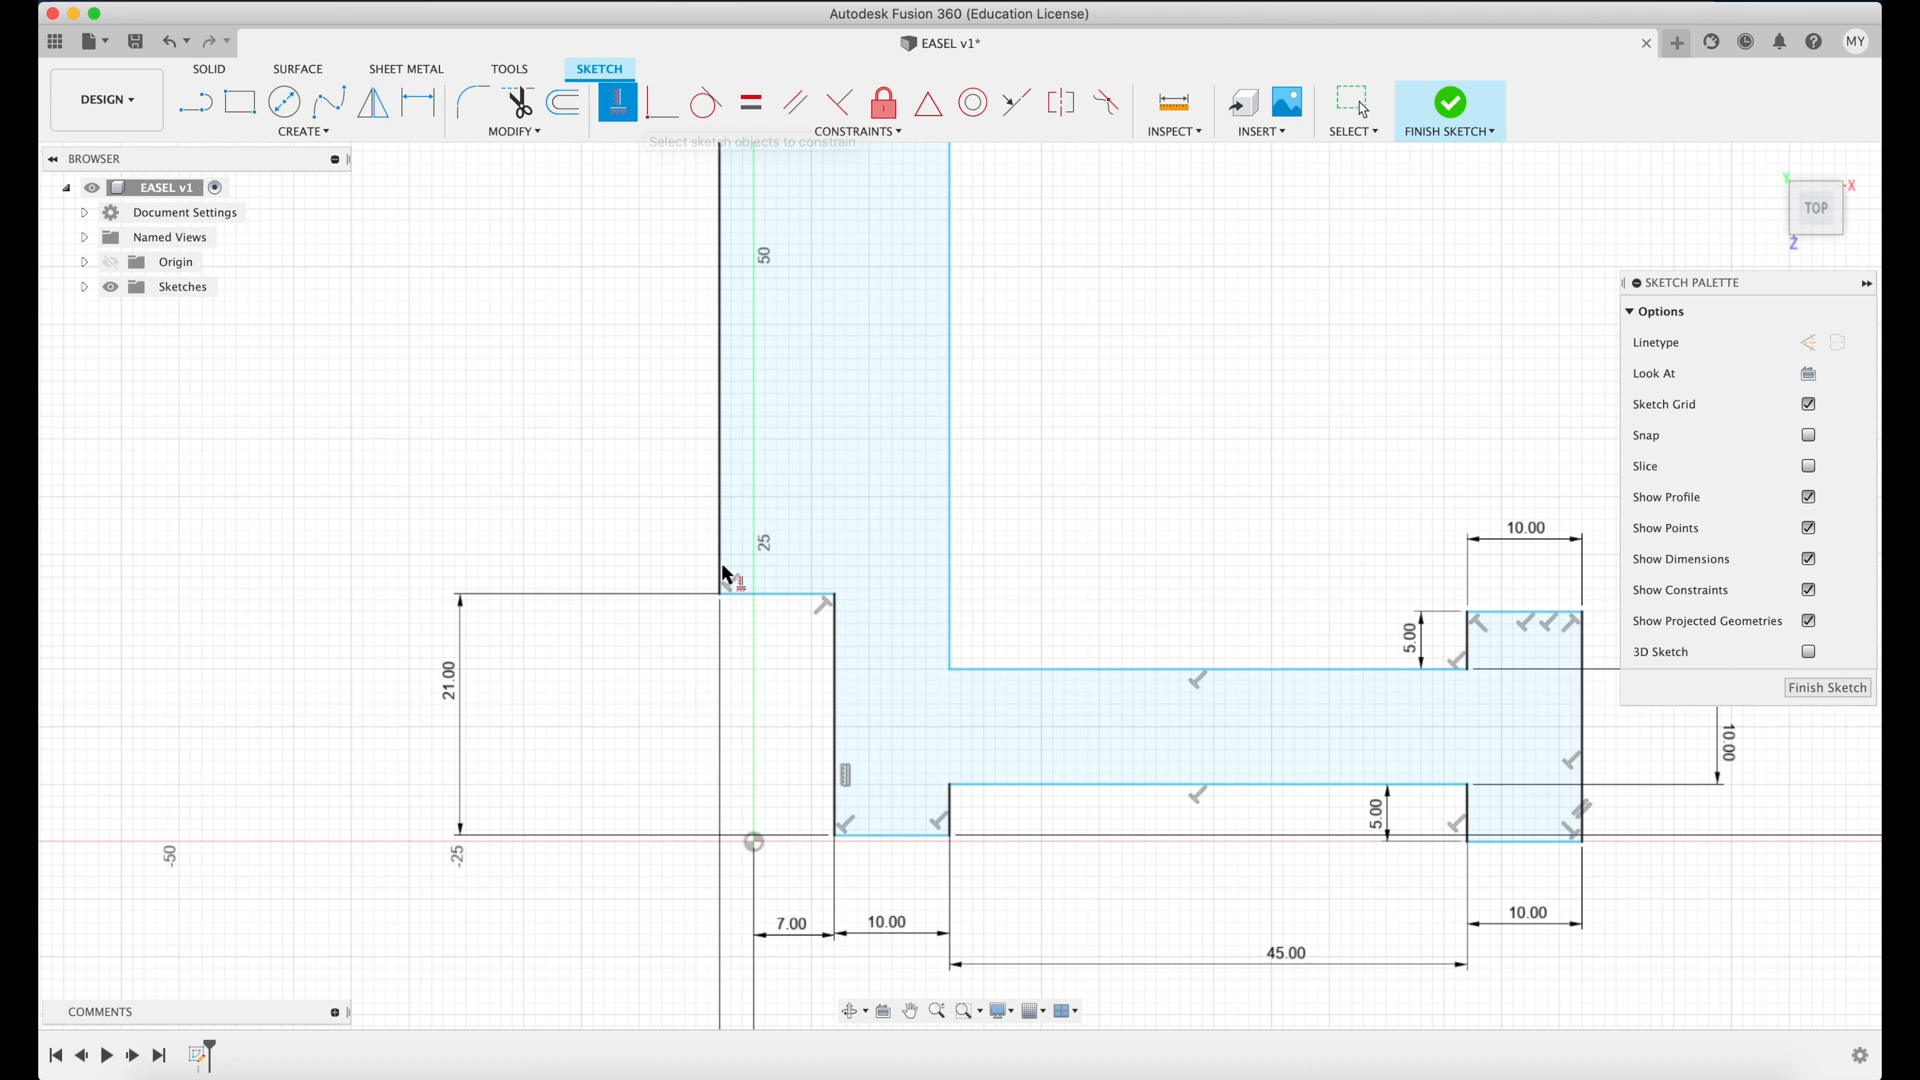 Autodesk Fusion 360 (Education License)
EASEL v1*
MY
DESIGN
SOLID
SURFACE
SHEET METAL
TOOLS
SKETCH
CREATE
MODIFY
CONSTRAINTS
INSPECT
INSERT
SELECT
FINISH SKETCH
Select sketch objects to constrain
BROWSER
EASEL v1
Document Settings
Named Views
Origin
Sketches
Y
X
TOP
Z
SKETCH PALETTE
Options
Linetype
Look At
Sketch Grid
Snap
Slice
Show Profile
Show Points
Show Dimensions
Show Constraints
Show Projected Geometries
3D Sketch
Finish Sketch
50
25
10.00
5.00
21.00
10.00
5.00
-50
-25
7.00
10.00
10.00
45.00
COMMENTS